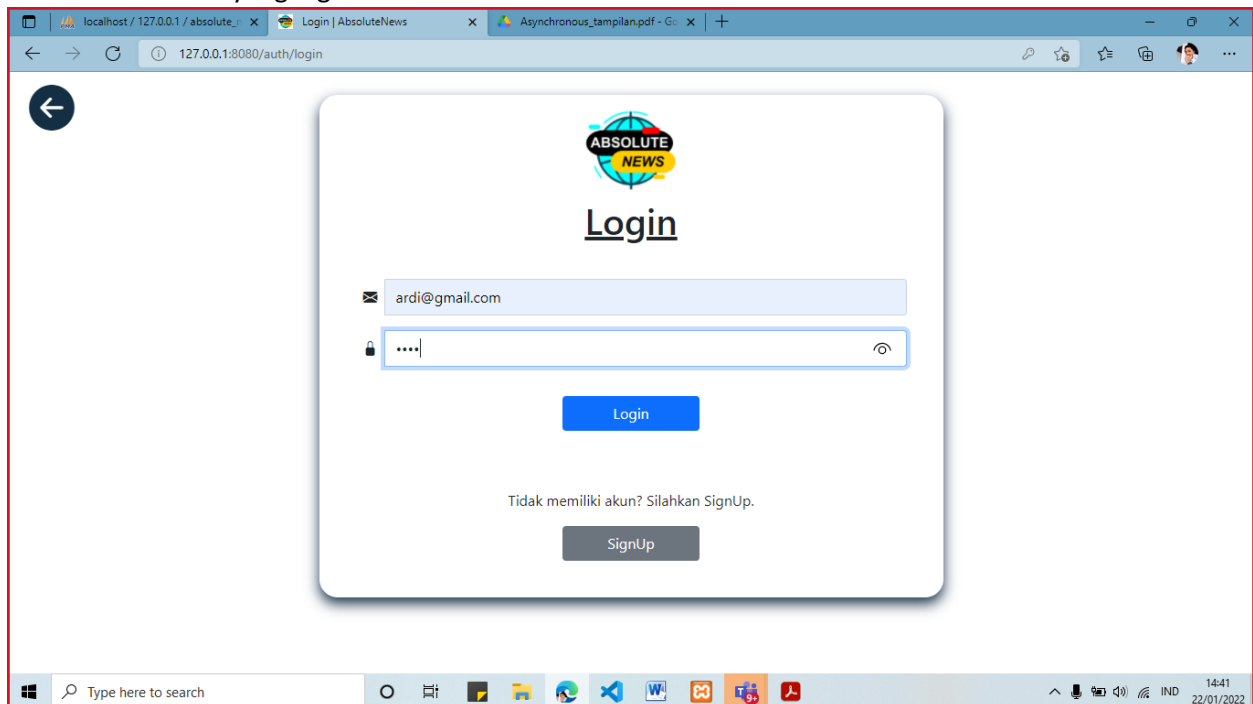 localhost / 127.0.0.1 / absolute_n
Login | AbsoluteNews
Asynchronous_tampilan.pdf - Go
127.0.0.1:8080/auth/login
ABSOLUTE
NEWS
Login
ardi@gmail.com
Login
Tidak memiliki akun? Silahkan SignUp.
SignUp
Type here to search
9+
IND
14:41
22/01/2022